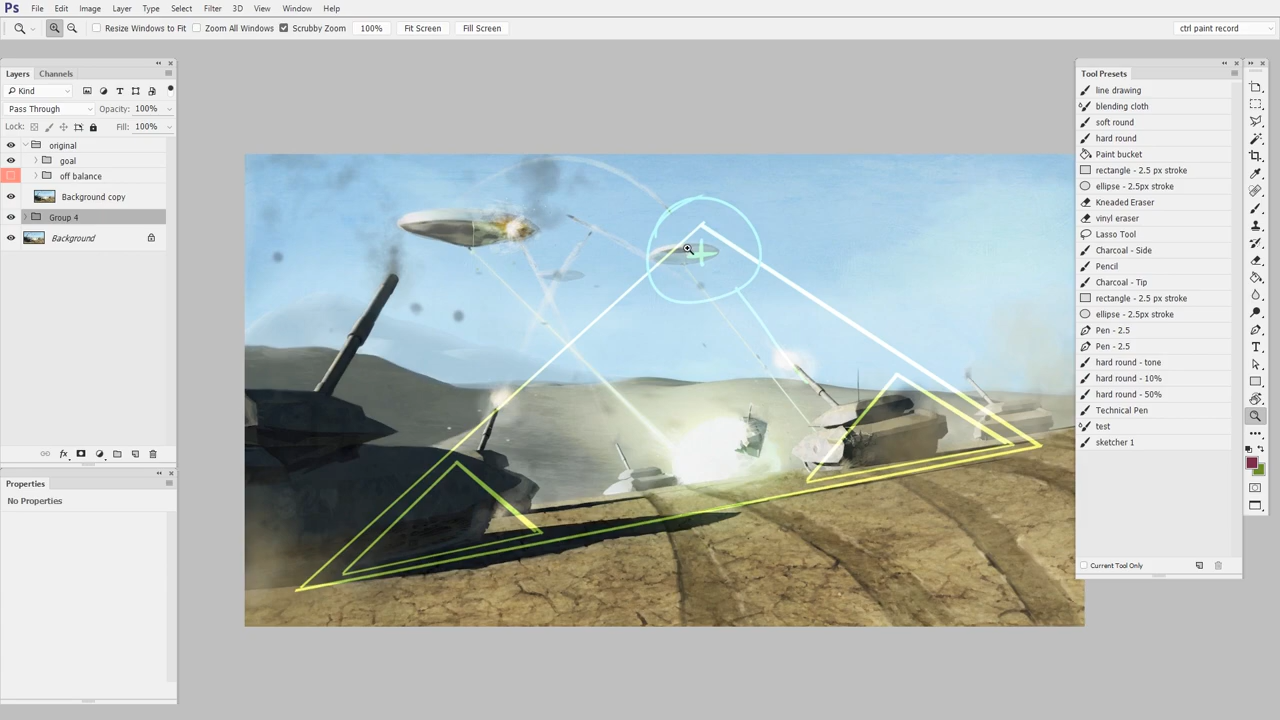 Ps File Edit Image Layer Type Select Filter 3D View Window Help
Resize Windows to Fit Zoom All Windows Scrubby Zoom 100% Fit Screen Fill Screen ctrl paint record
Layers Channels
Kind
Pass Through Opacity: 100%
Lock: Fill: 100%
original
goal
off balance
Background copy
Group 4
Background
fx
Properties
No Properties
Tool Presets
line drawing
blending cloth
soft round
hard round
Paint bucket
rectangle - 2.5 px stroke
ellipse - 2.5px stroke
Kneaded Eraser
vinyl eraser
Lasso Tool
Charcoal - Side
Pencil
Charcoal - Tip
rectangle - 2.5 px stroke
ellipse - 2.5px stroke
Pen - 2.5
Pen - 2.5
hard round - tone
hard round - 10%
hard round - 50%
Technical Pen
test
sketcher 1
Current Tool Only